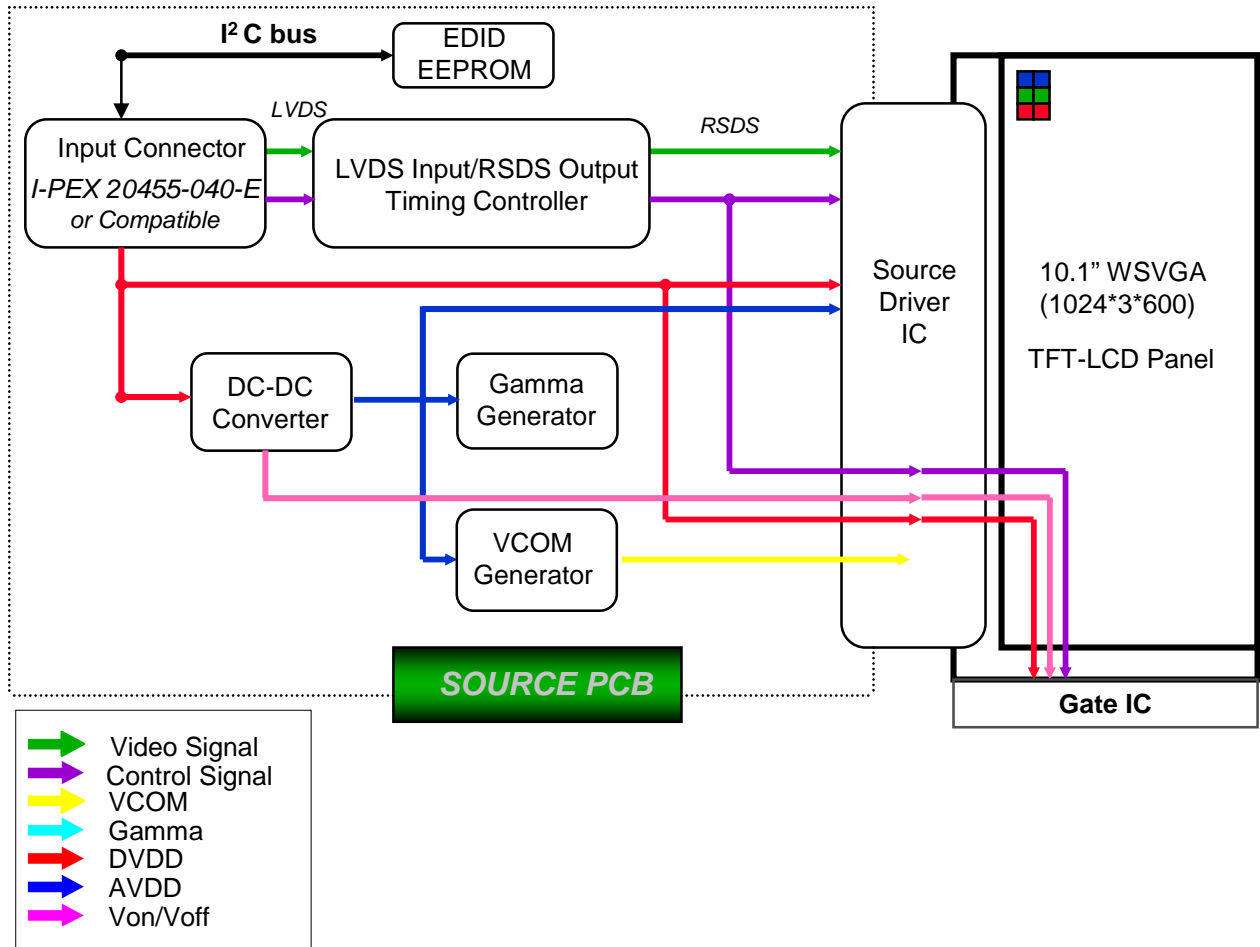 I² C bus
EDID
EEPROM
LVDS
RSDS
Input Connector
I-PEX 20455-040-E
or Compatible
LVDS Input/RSDS Output
Timing Controller
Source
Driver
IC
10.1” WSVGA
(1024*3*600)
TFT-LCD Panel
DC-DC
Converter
Gamma
Generator
VCOM
Generator
SOURCE PCB
Gate IC
Video Signal
Control Signal
VCOM
Gamma
DVDD
AVDD
Von/Voff